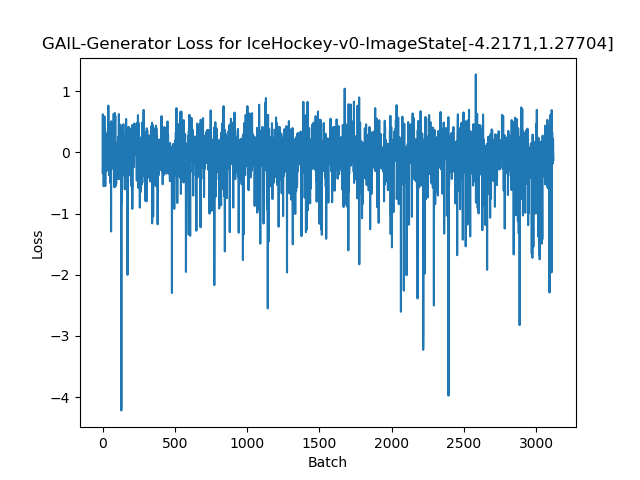 GAIL-Generator Loss for IceHockey-v0-ImageState[-4.2171,1.27704]
1
0
−1
−2
−3
−4
Loss
0 500 1000 1500 2000 2500 3000
Batch